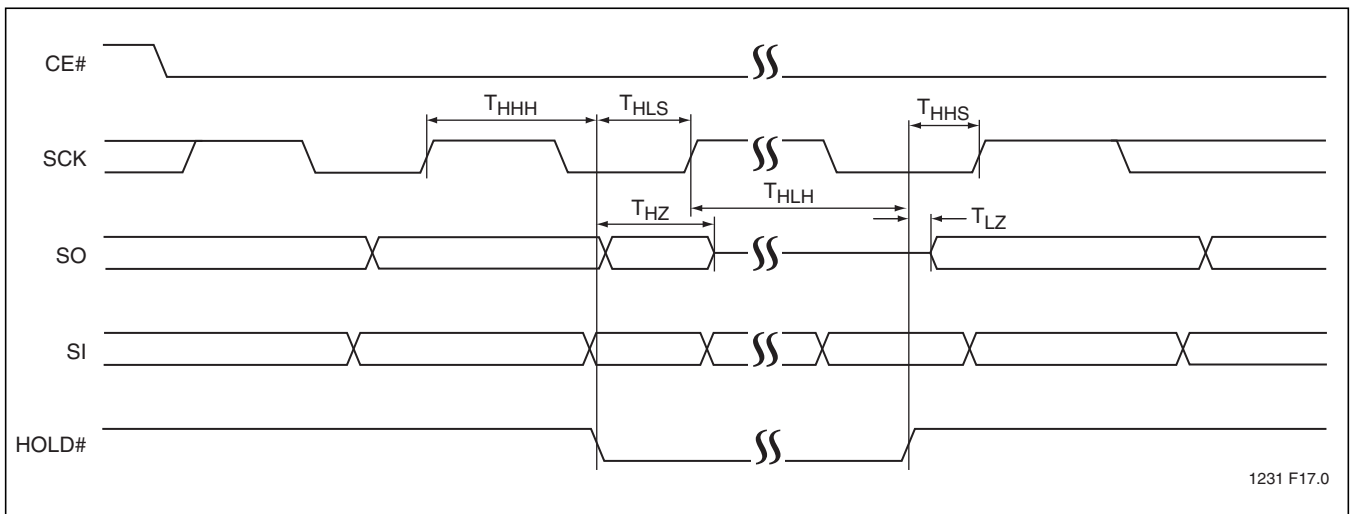 CE#
THHH THLS THHS
SCK
THLH
THZ TLZ
SO
SI
HOLD#
1231 F17.0